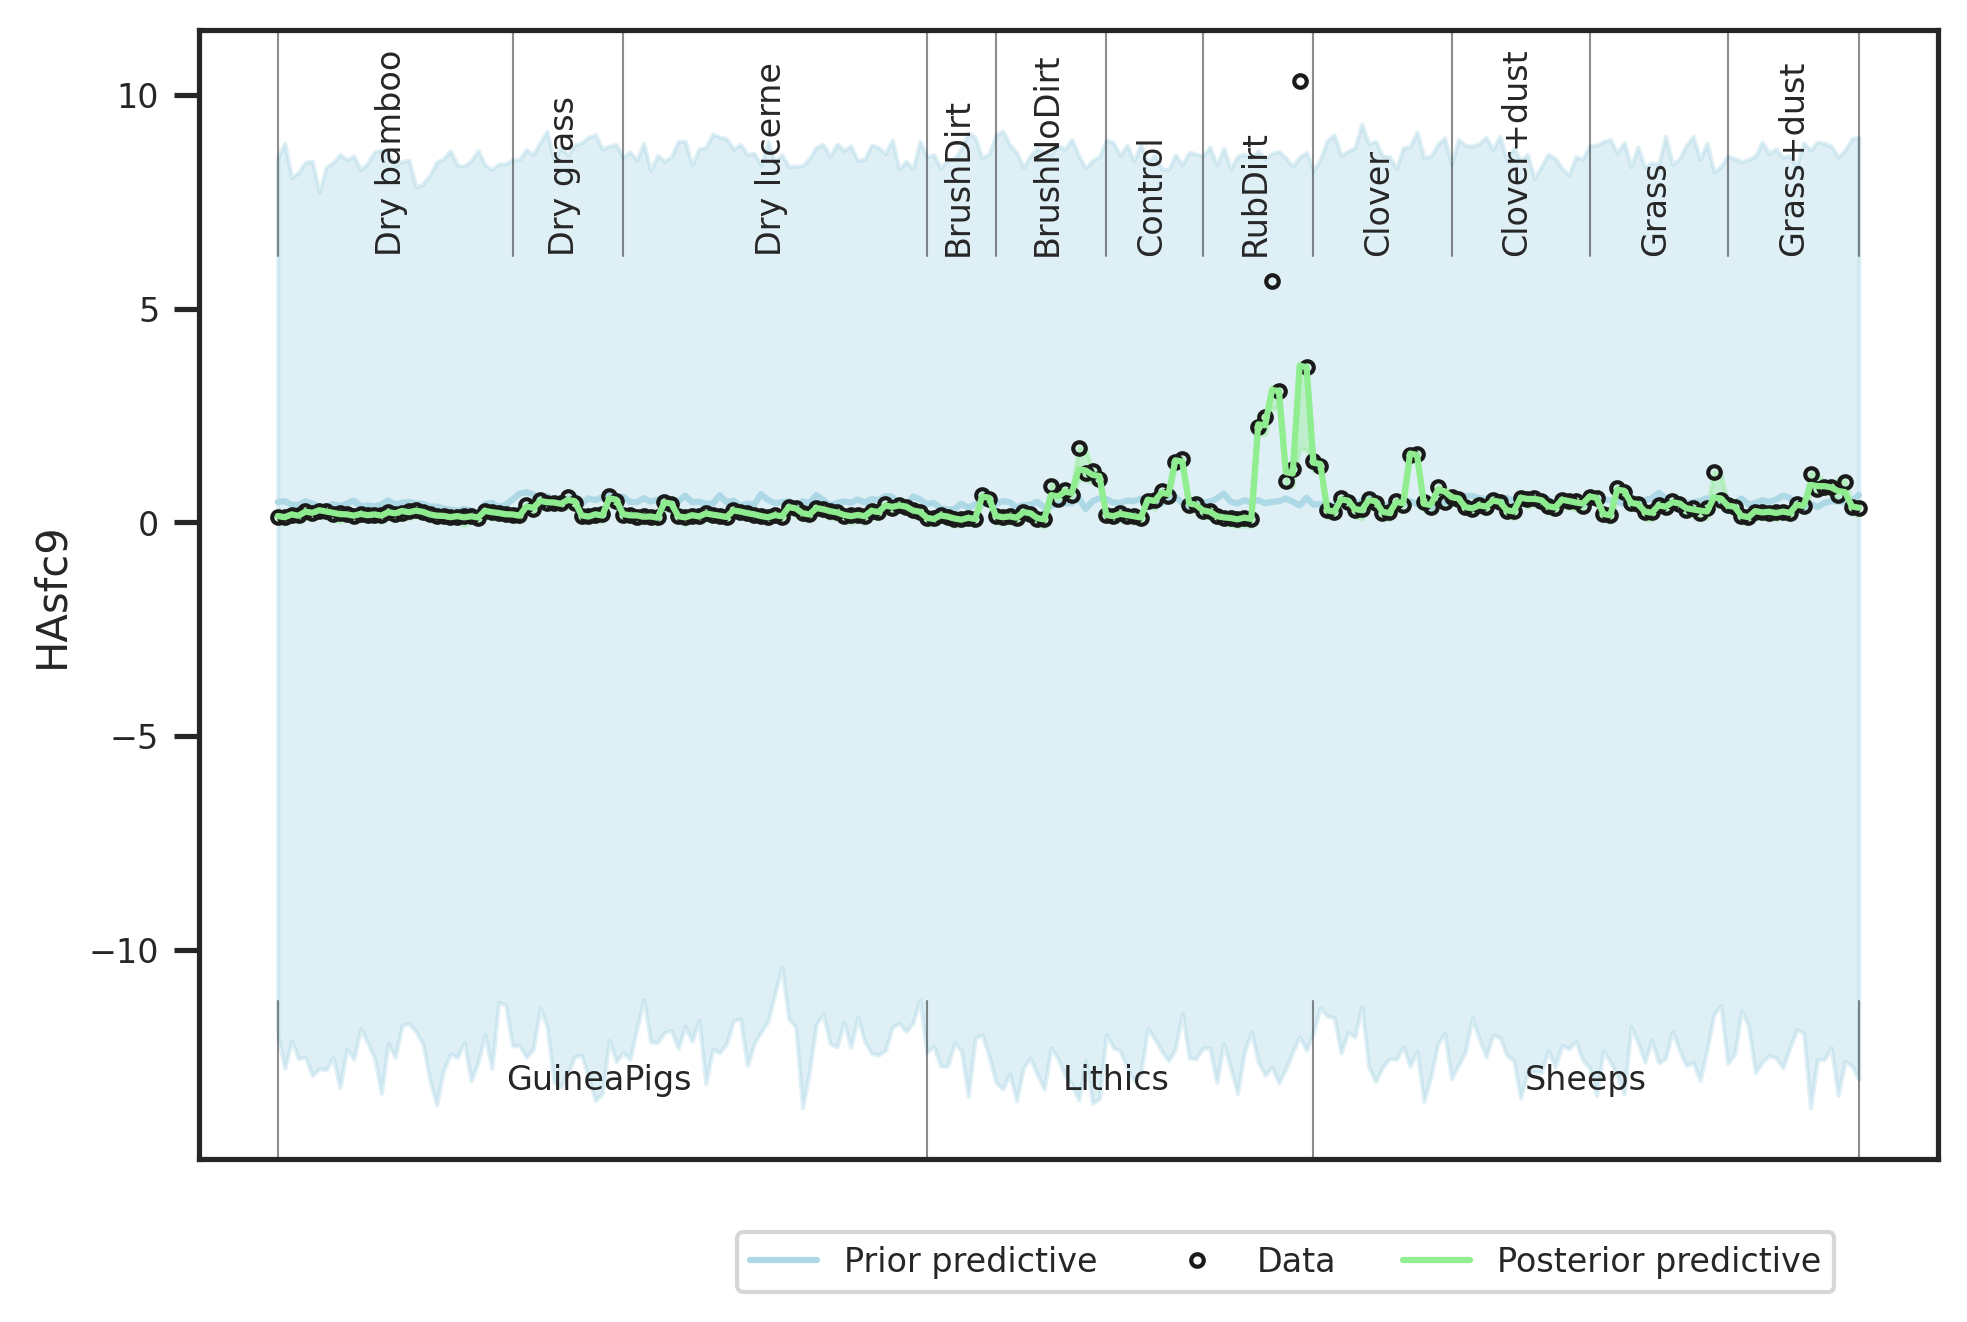 HAsfc9
10
5
0
−5
−10
Dry bamboo
Dry grass
Dry lucerne
BrushDirt
BrushNoDirt
Control
RubDirt
Clover
Clover+dust
Grass
Grass+dust
GuineaPigs
Lithics
Sheeps
Prior predictive
Data
Posterior predictive